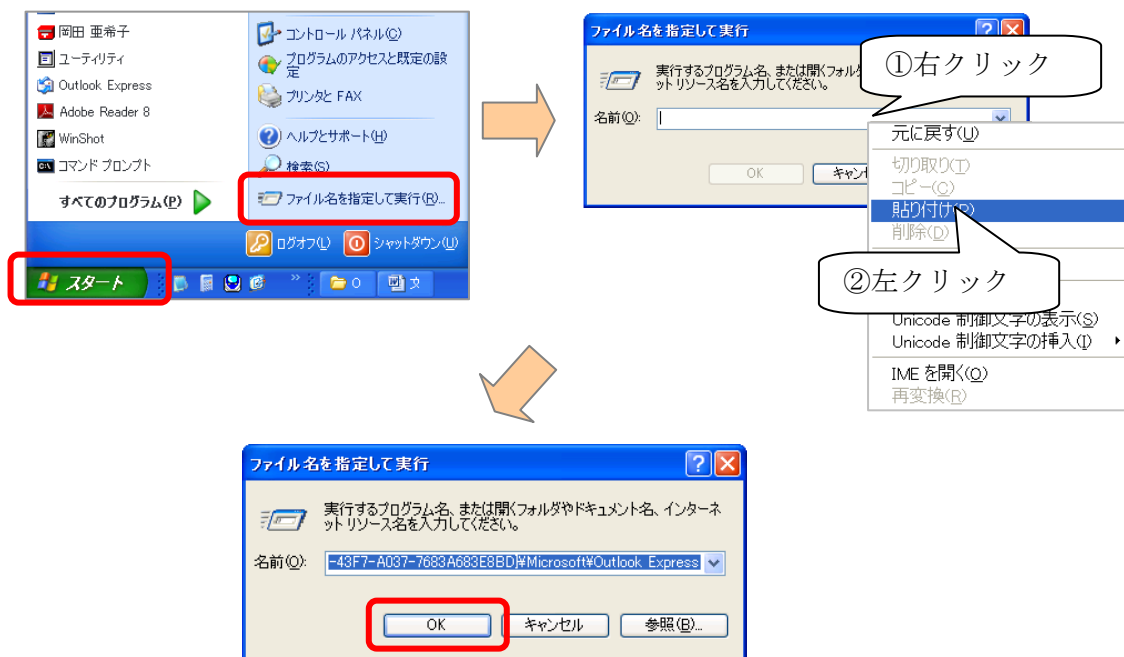 岡田 亜希子
ユーティリティ
Outlook Express
Adobe Reader 8
WinShot
コマンド プロンプト
すべてのプログラム(P)
コントロール パネル(C)
プログラムのアクセスと既定の設
定
プリンタと FAX
ヘルプとサポート(H)
検索(S)
ファイル名を指定して実行(R)...
ログオフ(L)
シャットダウン(U)
スタート
»
O
文
ファイル名を指定して実行
実行するプログラム名、または開くフォルダ
ット リソース名を入力してください。
名前(O):
OK
キャン
①右クリック
元に戻す(U)
切り取り(T)
コピー(C)
貼り付け(P)
削除(D)
②左クリック
Unicode 制御文字の表示(S)
Unicode 制御文字の挿入(I)
IME を開く(O)
再変換(R)
ファイル名を指定して実行
実行するプログラム名、または開くフォルダやドキュメント名、インターネ
ット リソース名を入力してください。
名前(O):
-43F7-A037-7683A683E8BD}¥Microsoft¥Outlook Express
OK
キャンセル
参照(B)...